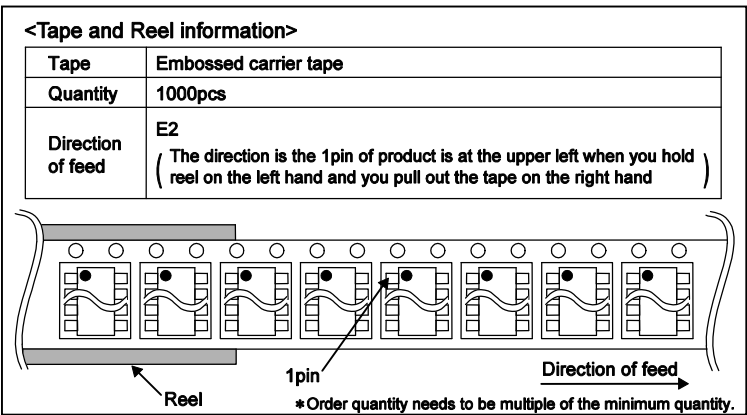 <Tape and Reel information>
Tape Embossed carrier tape
Quantity 1000pcs
Direction of feed E2
( The direction is the 1pin of product is at the upper left when you hold
reel on the left hand and you pull out the tape on the right hand )
1pin
Direction of feed
Reel
*Order quantity needs to be multiple of the minimum quantity.